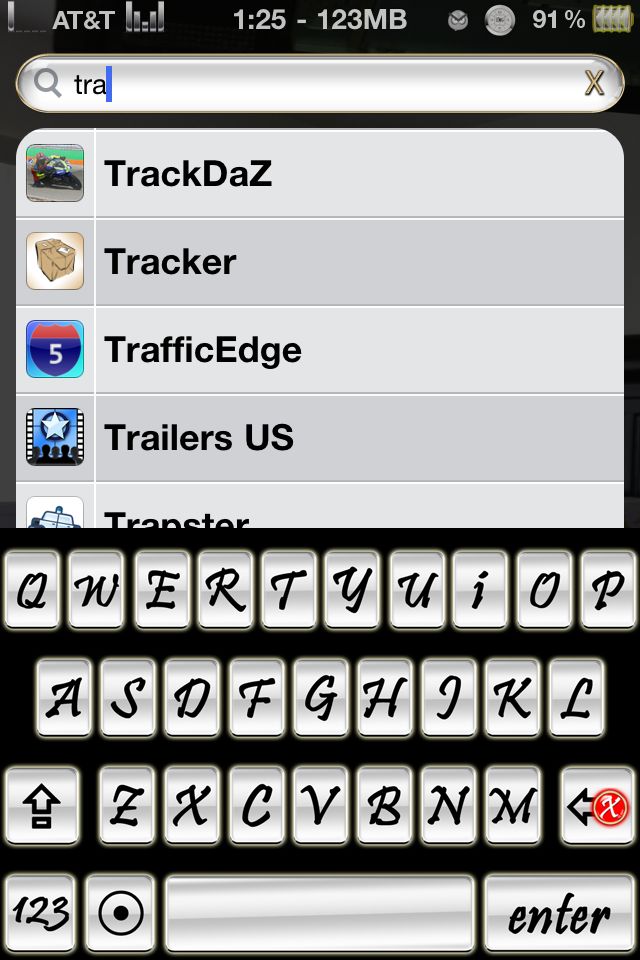 AT&T 1:25 - 123MB 91 %
tra X
TrackDaZ
Tracker
5 TrafficEdge
Trailers US
Trapster
Q W E R T Y U i O P
A S D F G H J K L
Z X C V B N M X
123 enter